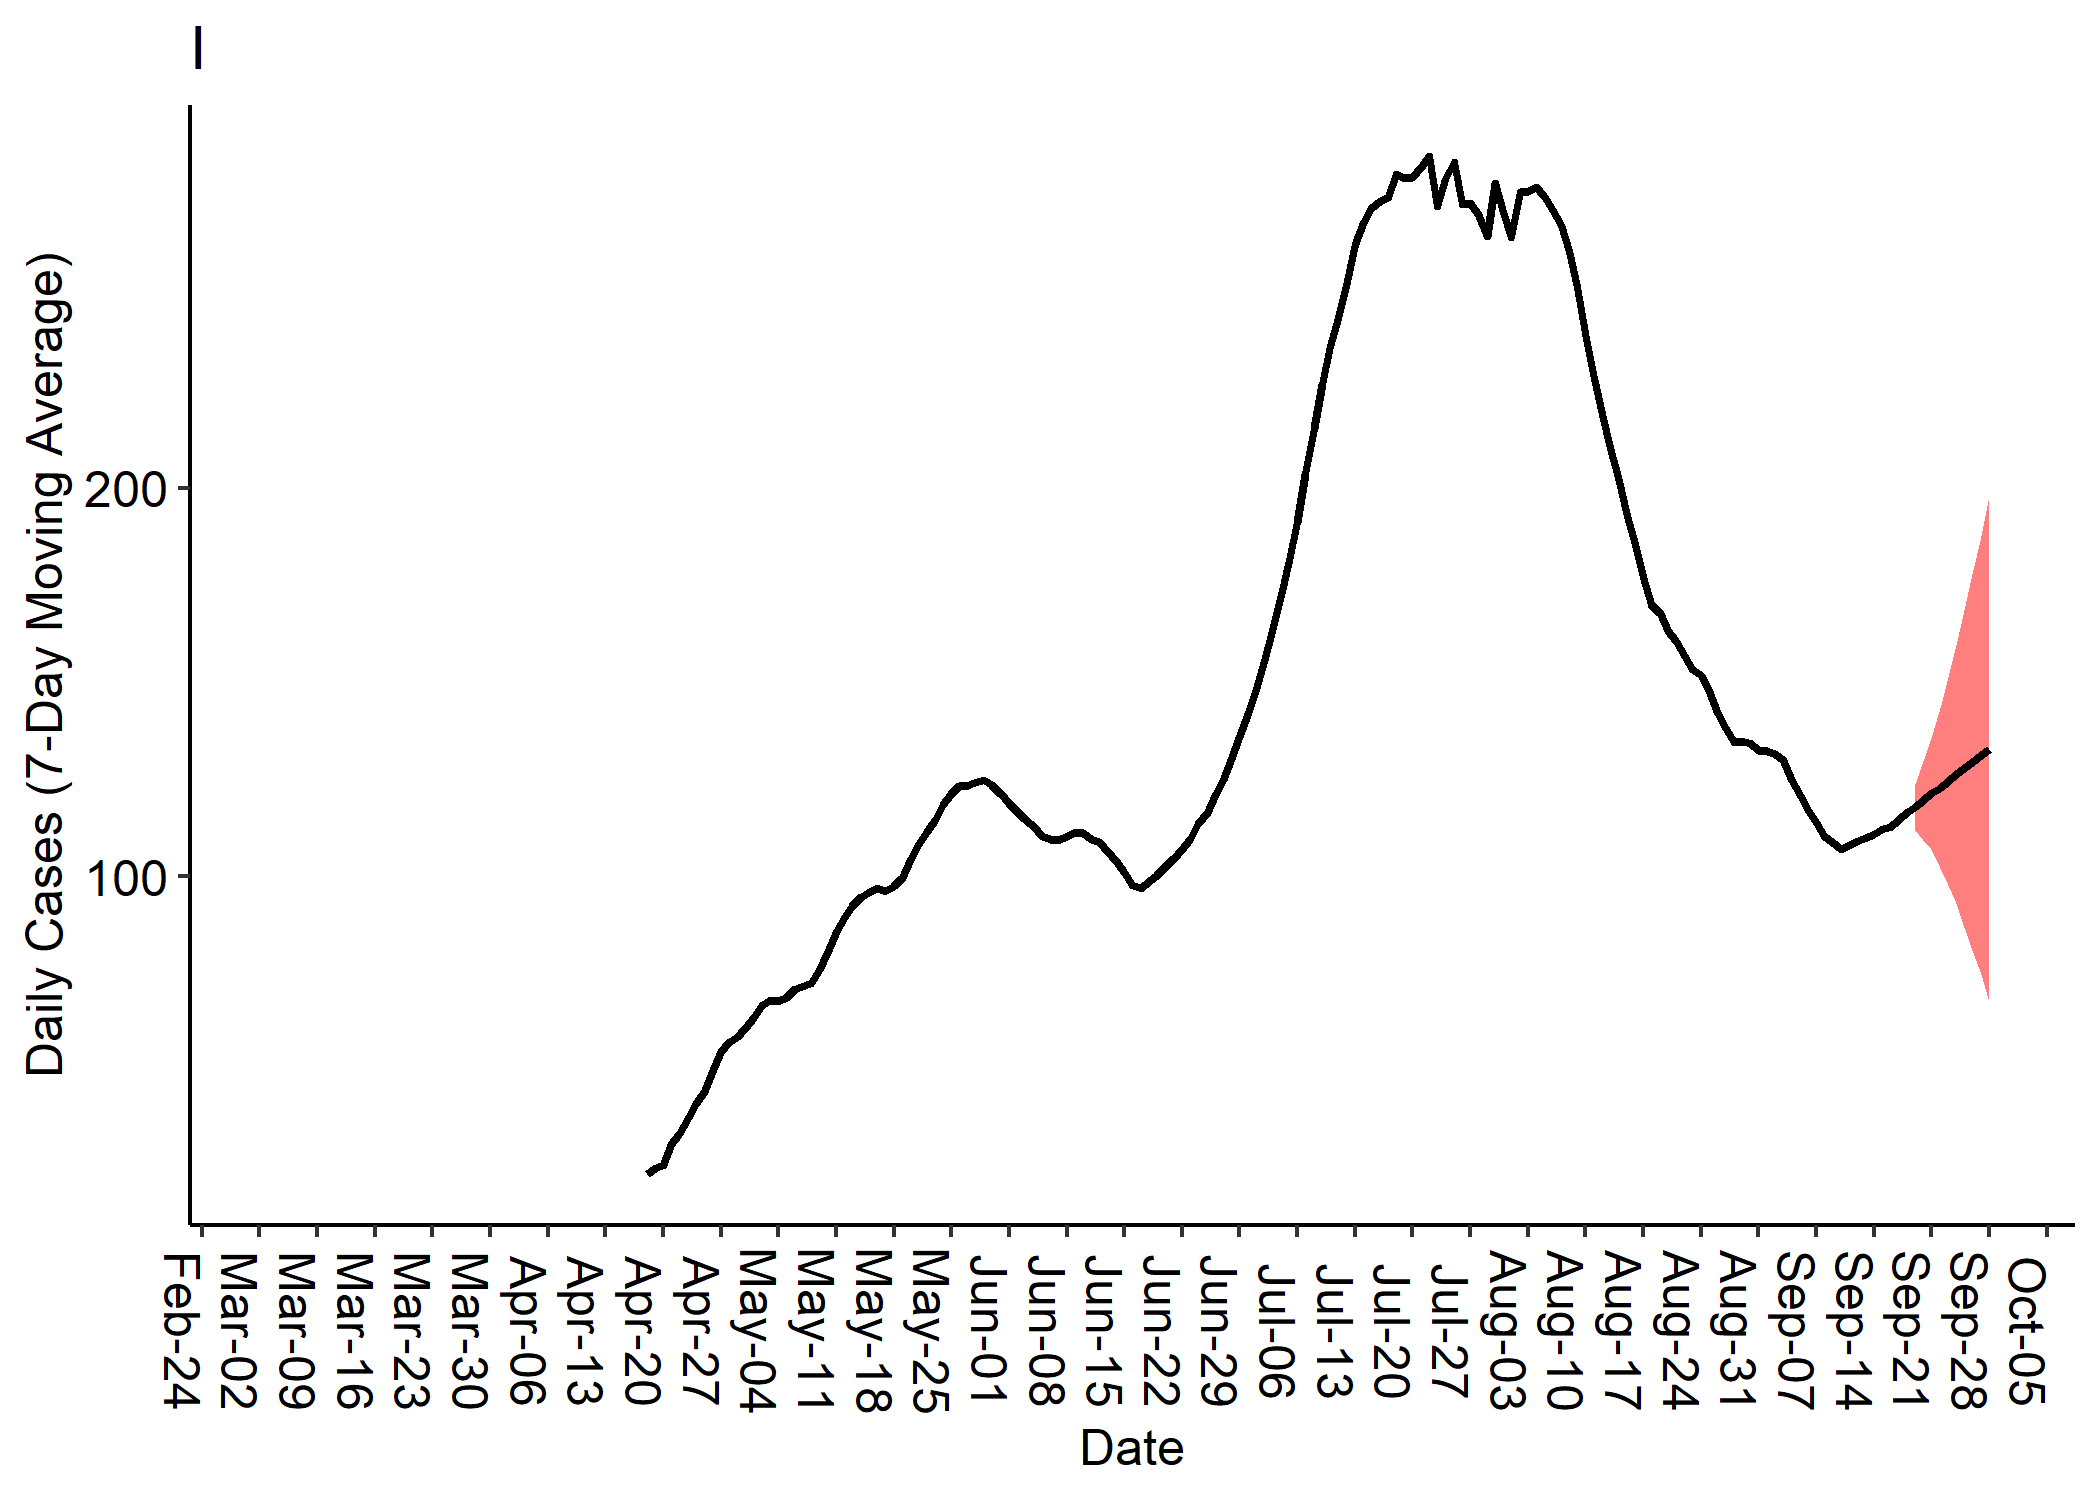 I
Daily Cases (7-Day Moving Average)
200
100
Feb-24
Mar-02
Mar-09
Mar-16
Mar-23
Mar-30
Apr-06
Apr-13
Apr-20
Apr-27
May-04
May-11
May-18
May-25
Jun-01
Jun-08
Jun-15
Jun-22
Jun-29
Jul-06
Jul-13
Jul-20
Jul-27
Aug-03
Aug-10
Aug-17
Aug-24
Aug-31
Sep-07
Sep-14
Sep-21
Sep-28
Oct-05
Date